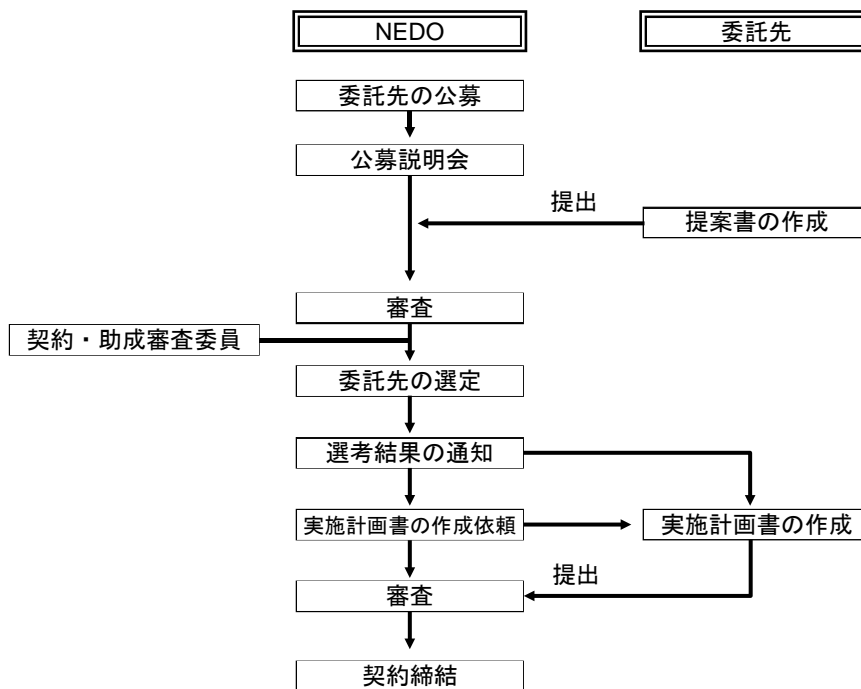 NEDO
委託先
委託先の公募
公募説明会
提出
提案書の作成
審査
契約・助成審査委員
委託先の選定
選考結果の通知
実施計画書の作成依頼
実施計画書の作成
提出
審査
契約締結